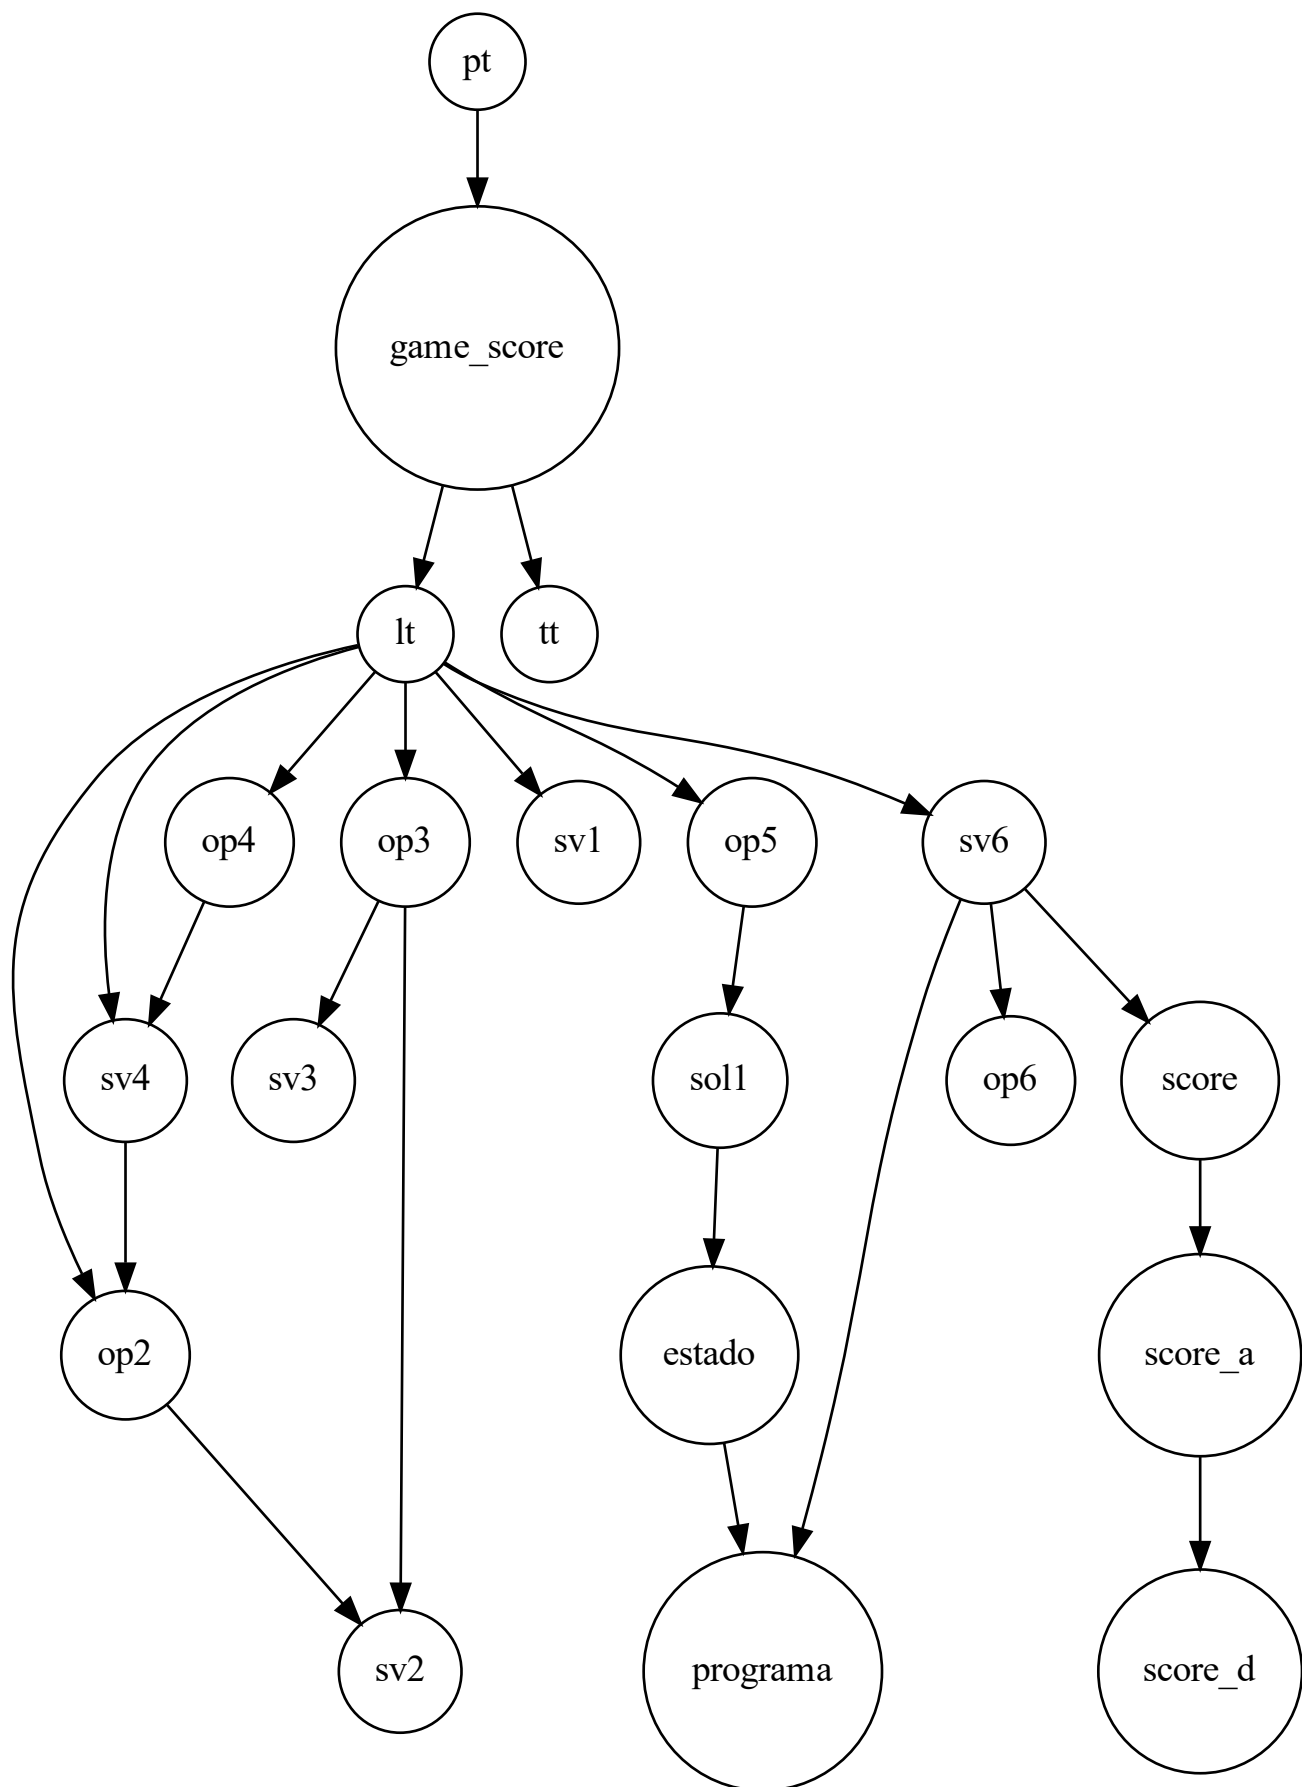 pt
game_score
lt
tt
op4
op3
sv1
op5
sv6
sv4
sv3
sol1
op6
score
op2
estado
score_a
sv2
programa
score_d